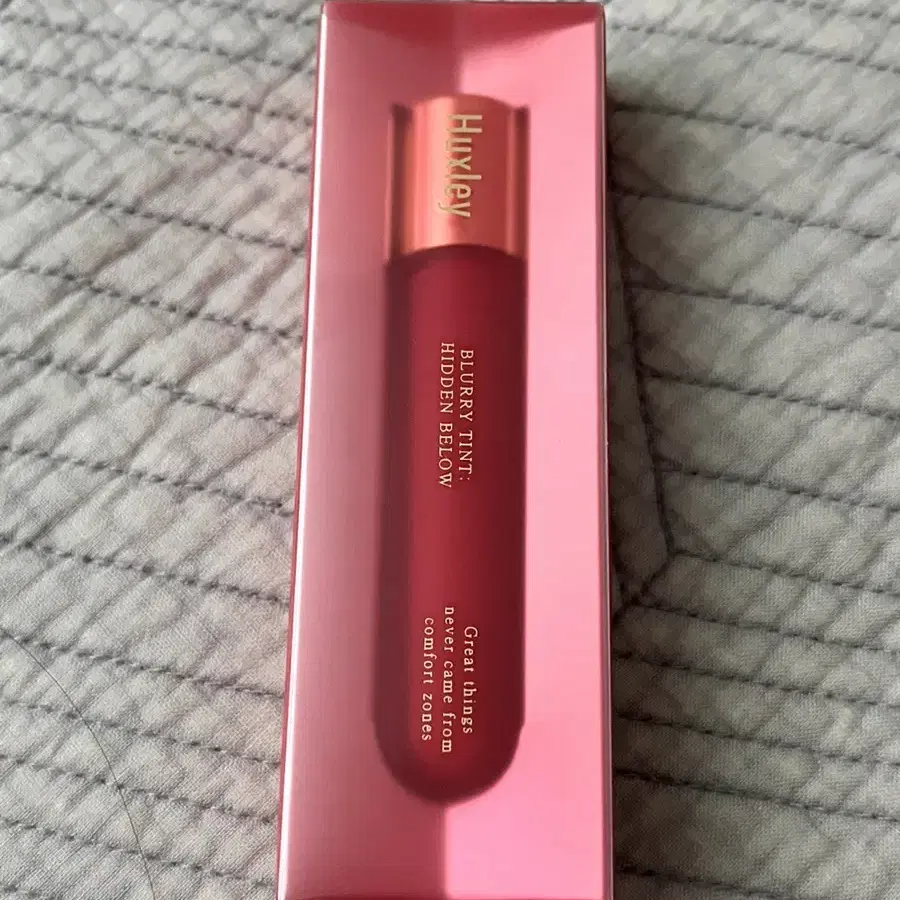 Huxley
BLURRY TINT:
HIDDEN BELOW
Great things
never came from
comfort zones